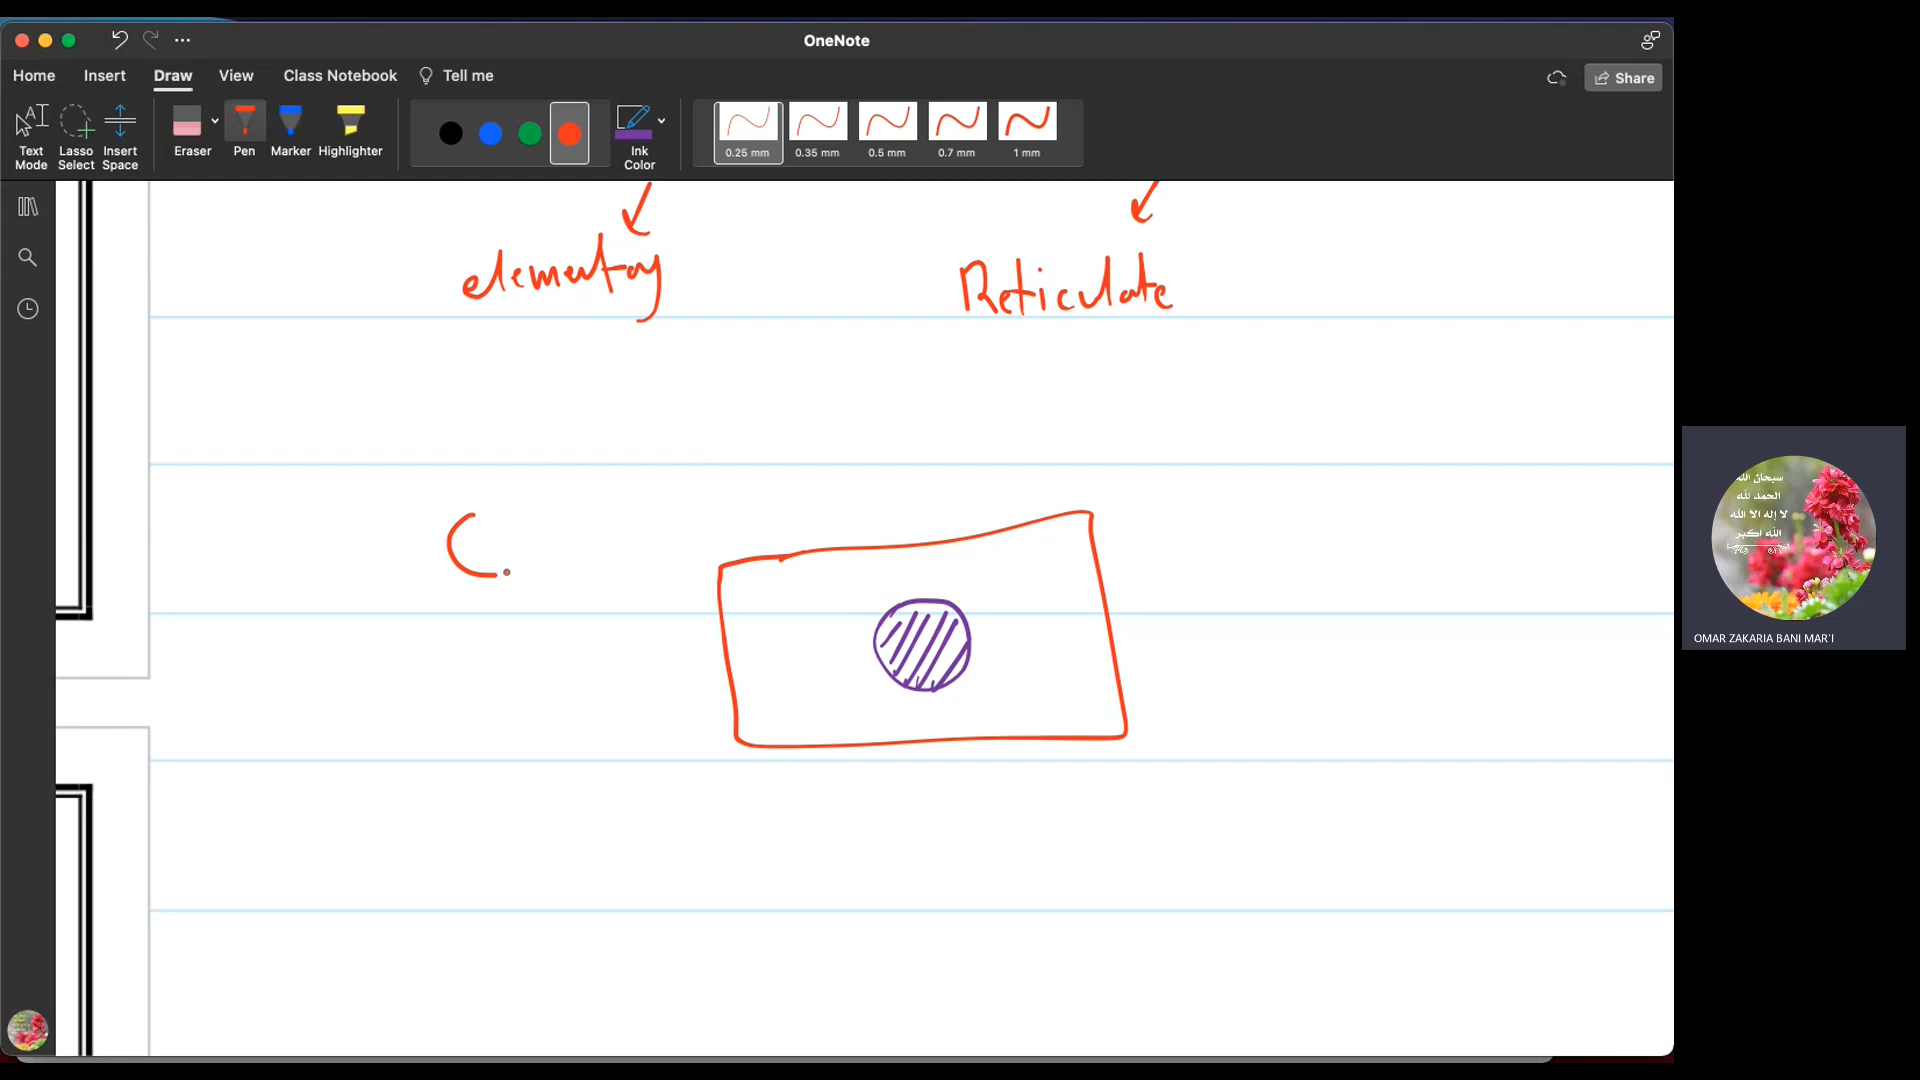 OneNote
Home Insert Draw View Class Notebook Tell me
Share
Text Mode
Lasso Select
Insert Space
Eraser
Pen
Marker
Highlighter
Ink Color
0.25 mm
0.35 mm
0.5 mm
0.7 mm
1 mm
elementary
Reticulate
C
سبحان الله
الحمد لله
لا إله الا الله
الله اكبر
OMAR ZAKARIA BANI MAR'I